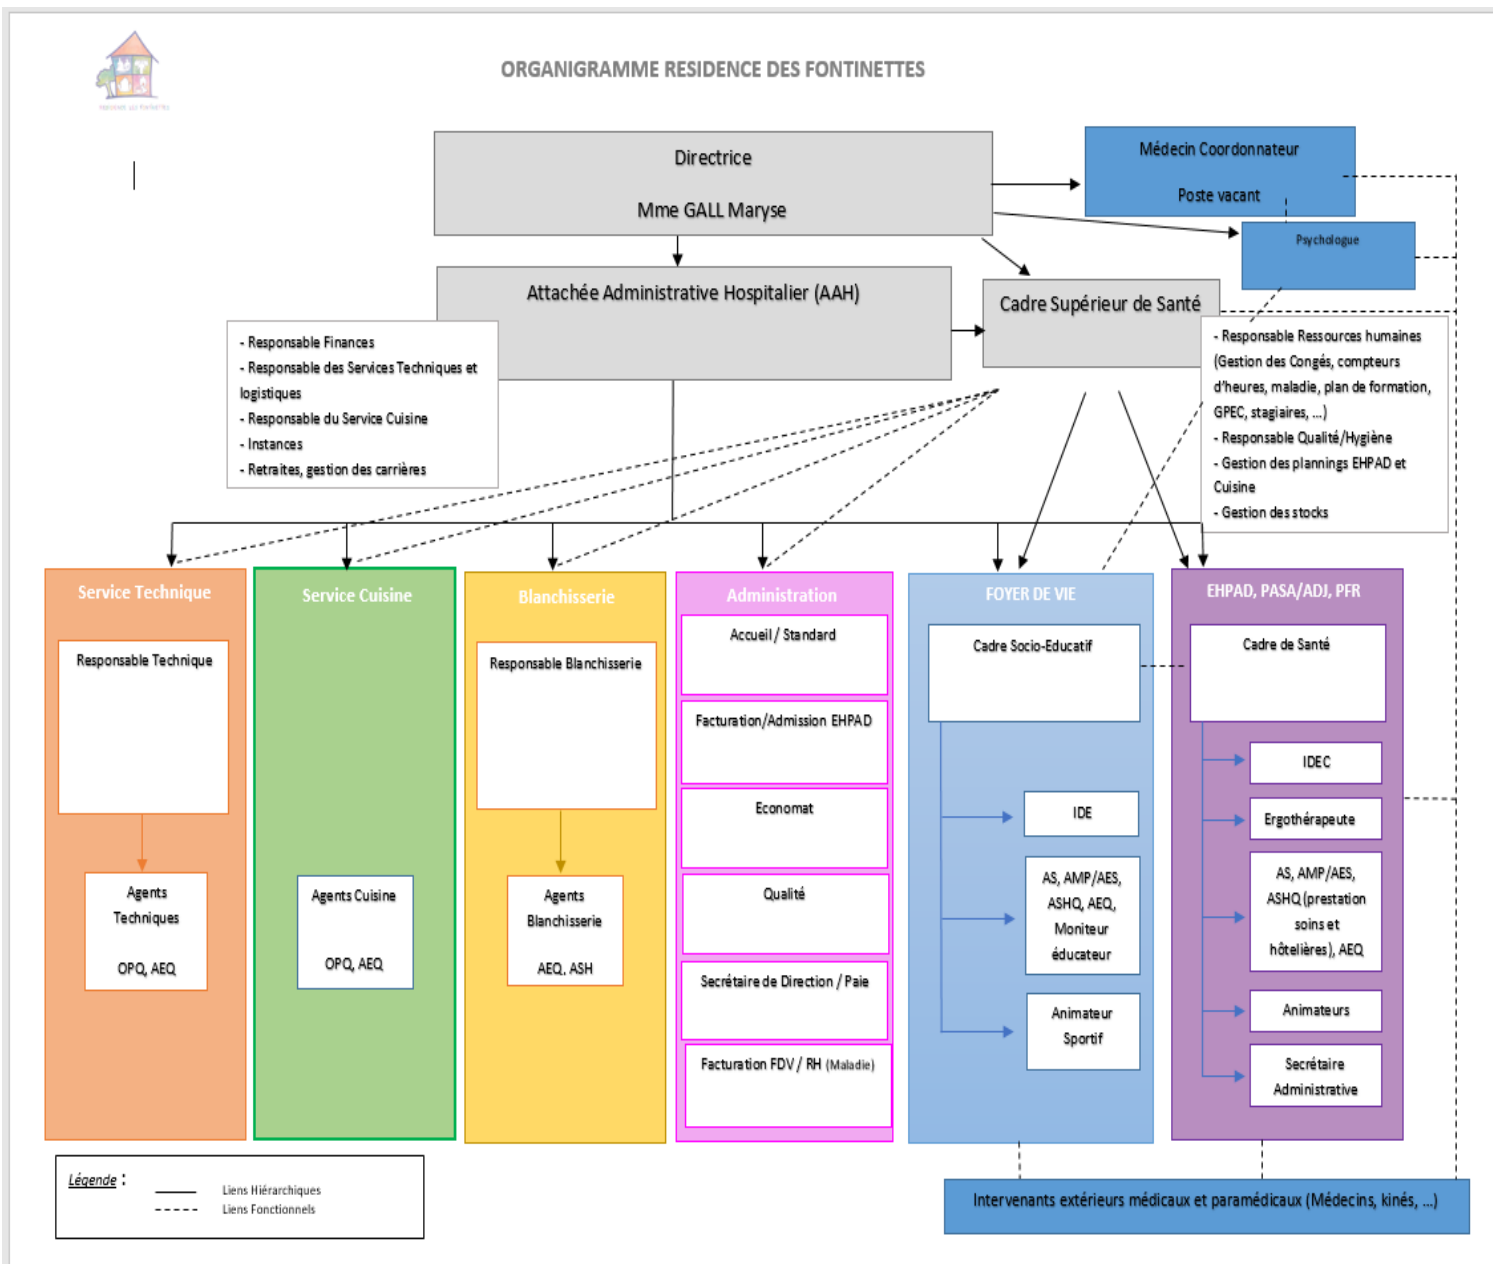 RESIDENCE LES FONTINETTES
ORGANIGRAMME RESIDENCE DES FONTINETTES
Directrice
Mme GALL Maryse
Médecin Coordonnateur
Poste vacant
Psychologue
Attachée Administrative Hospitalier (AAH)
Cadre Supérieur de Santé
- Responsable Finances
- Responsable des Services Techniques et
logistiques
- Responsable du Service Cuisine
- Instances
- Retraites, gestion des carrières
- Responsable Ressources humaines
(Gestion des Congés, compteurs
d'heures, maladie, plan de formation,
GPEC, stagiaires, ...)
- Responsable Qualité/Hygiène
- Gestion des plannings EHPAD et
Cuisine
- Gestion des stocks
Service Technique
Responsable Technique
Agents
Techniques
OPQ, AEQ
Service Cuisine
Agents Cuisine
OPQ, AEQ
Blanchisserie
Responsable Blanchisserie
Agents
Blanchisserie
AEQ, ASH
Administration
Accueil / Standard
Facturation/Admission EHPAD
Economat
Qualité
Secrétaire de Direction / Paie
Facturation FDV / RH (Maladie)
FOYER DE VIE
Cadre Socio-Educatif
IDE
AS, AMP/AES,
ASHQ, AEQ,
Moniteur
éducateur
Animateur
Sportif
EHPAD, PASA/ADJ, PFR
Cadre de Santé
IDEC
Ergothérapeute
AS, AMP/AES,
ASHQ (prestation
soins et
hôtelières), AEQ
Animateurs
Secrétaire
Administrative
Légende :
Liens Hiérarchiques
Liens Fonctionnels
Intervenants extérieurs médicaux et paramédicaux (Médecins, kinés, ...)